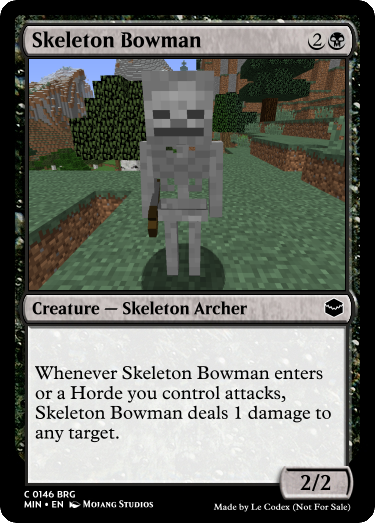 Skeleton Bowman 2
Creature — Skeleton Archer
Whenever Skeleton Bowman enters
or a Horde you control attacks,
Skeleton Bowman deals 1 damage to
any target.
2/2
C 0146 BRG
MIN • EN Mojang Studios
Made by Le Codex (Not For Sale)